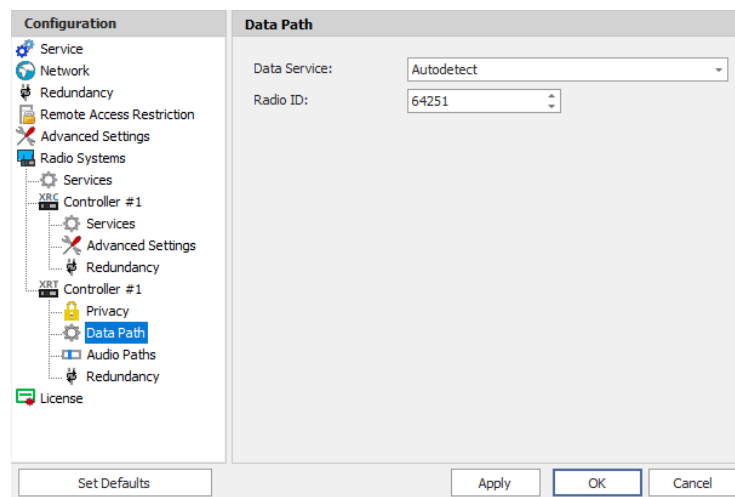 Configuration
Service
Network
Redundancy
Remote Access Restriction
Advanced Settings
Radio Systems
Services
XRC Controller #1
Services
Advanced Settings
Redundancy
XRT Controller #1
Privacy
Data Path
Audio Paths
Redundancy
License
Set Defaults
Data Path
Data Service: Autodetect
Radio ID: 64251
Apply OK Cancel